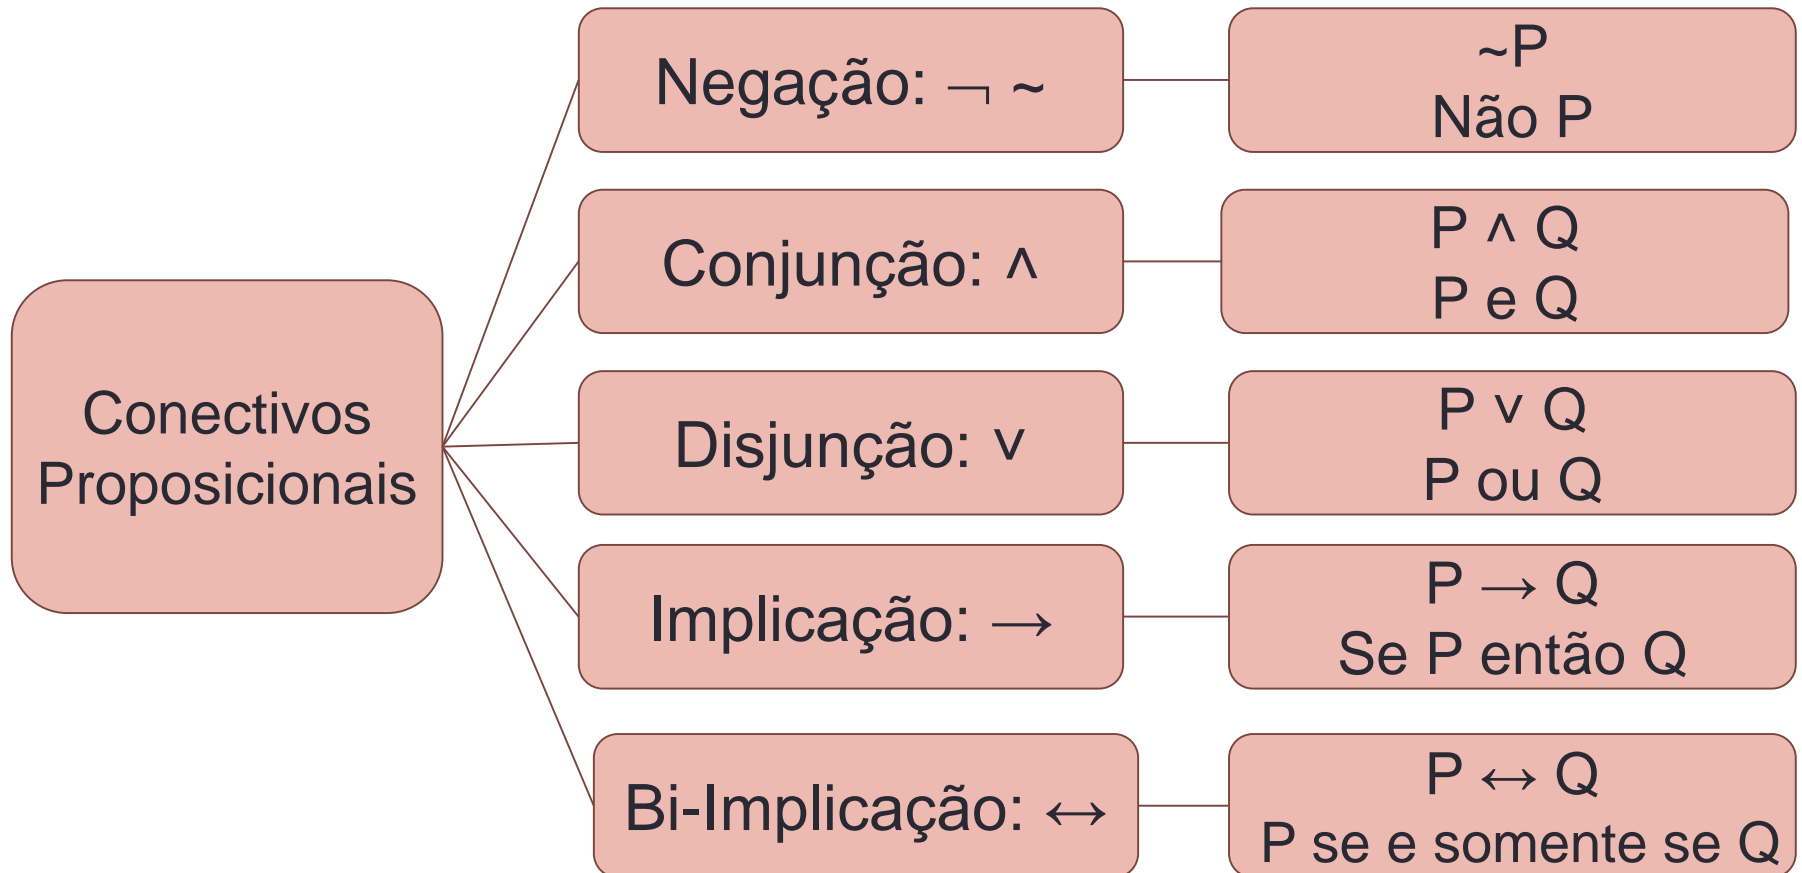 Conectivos
Proposicionais
Negação: ¬ ~
~P
Não P
Conjunção: ˄
P ˄ Q
P e Q
Disjunção: ˅
P ˅ Q
P ou Q
Implicação: →
P → Q
Se P então Q
Bi-Implicação: ↔
P ↔ Q
P se e somente se Q